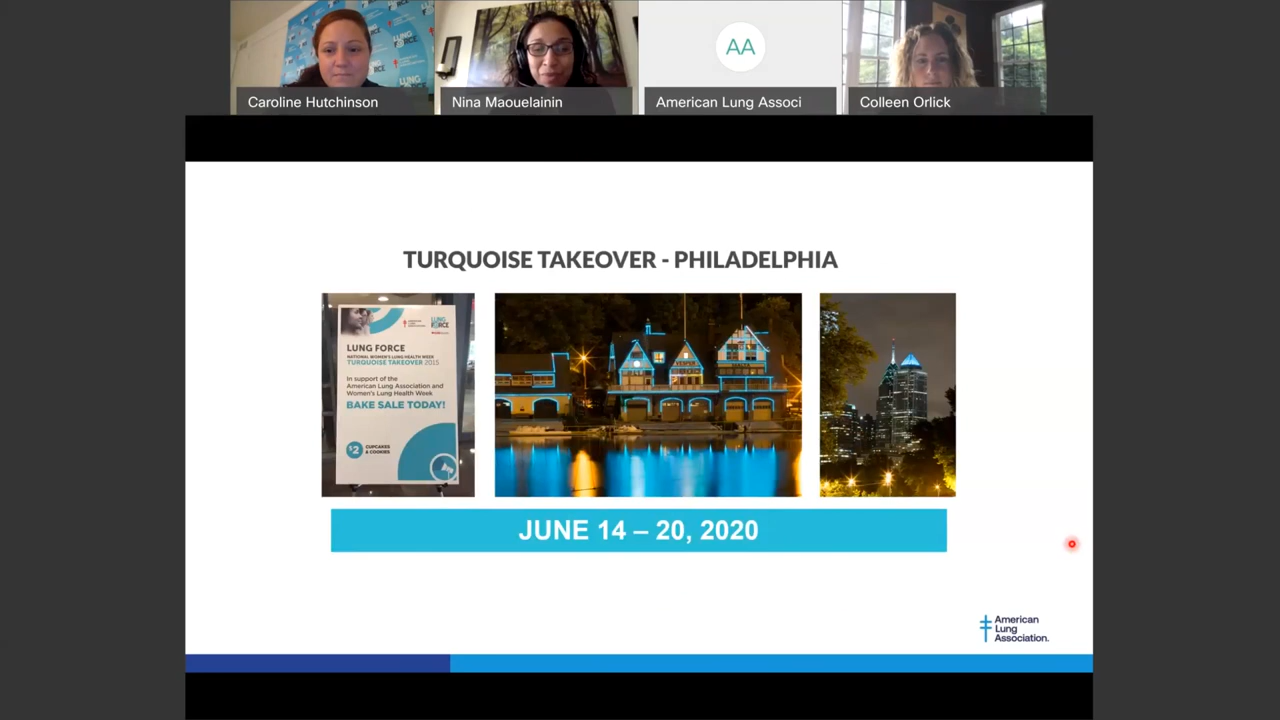 Caroline Hutchinson
Nina Maouelainin
AA
American Lung Associ
Colleen Orlick
TURQUOISE TAKEOVER - PHILADELPHIA
LUNG FORCE
NATIONAL WOMEN'S LUNG HEALTH WEEK
TURQUOISE TAKEOVER 2015
In support of the
American Lung Association and
Women's Lung Health Week
BAKE SALE TODAY!
$2
CUPCAKES
& COOKIES
JUNE 14 – 20, 2020
American
Lung
Association.